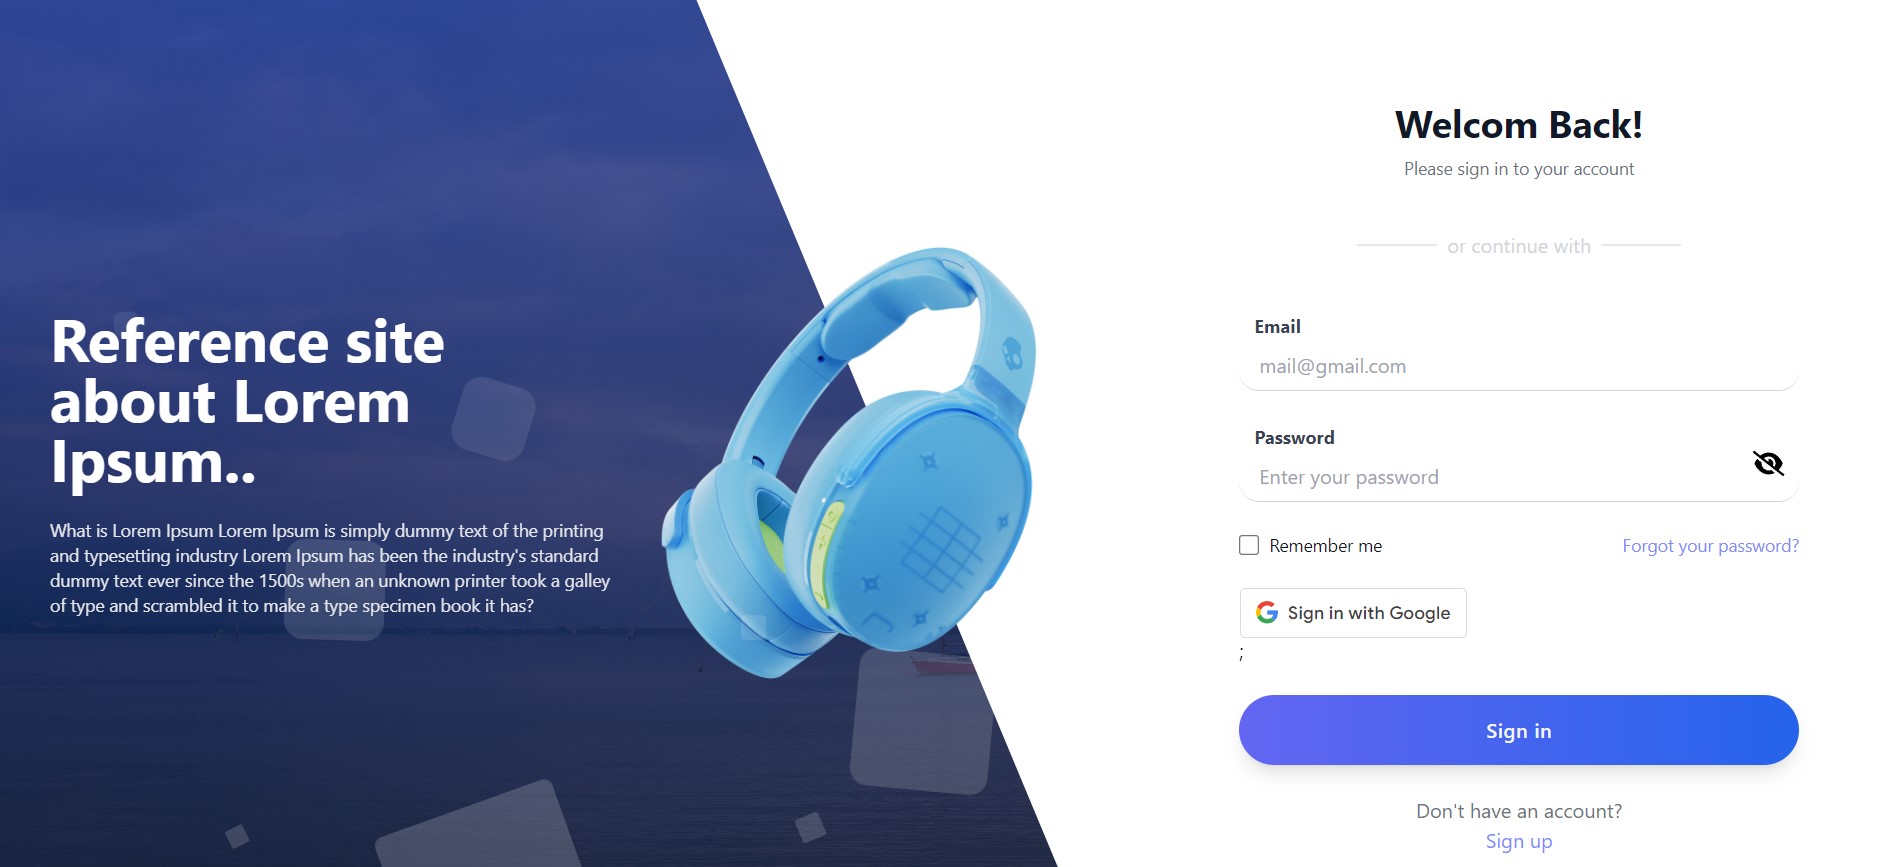 Reference site
about Lorem
Ipsum..
What is Lorem Ipsum Lorem Ipsum is simply dummy text of the printing
and typesetting industry Lorem Ipsum has been the industry's standard
dummy text ever since the 1500s when an unknown printer took a galley
of type and scrambled it to make a type specimen book it has?
Welcom Back!
Please sign in to your account
or continue with
Email
mail@gmail.com
Password
Enter your password
Remember me
Forgot your password?
Sign in with Google
;
Sign in
Don't have an account?
Sign up